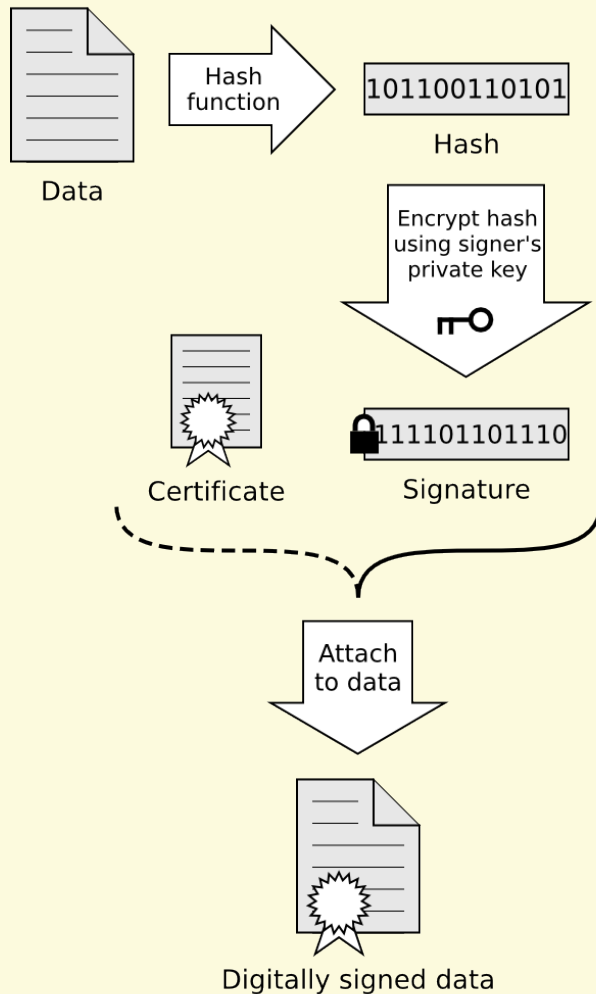 Hash
function
101100110101
Hash
Data
Encrypt hash
using signer's
private key
111101101110
Certificate
Signature
Attach
to data
Digitally signed data